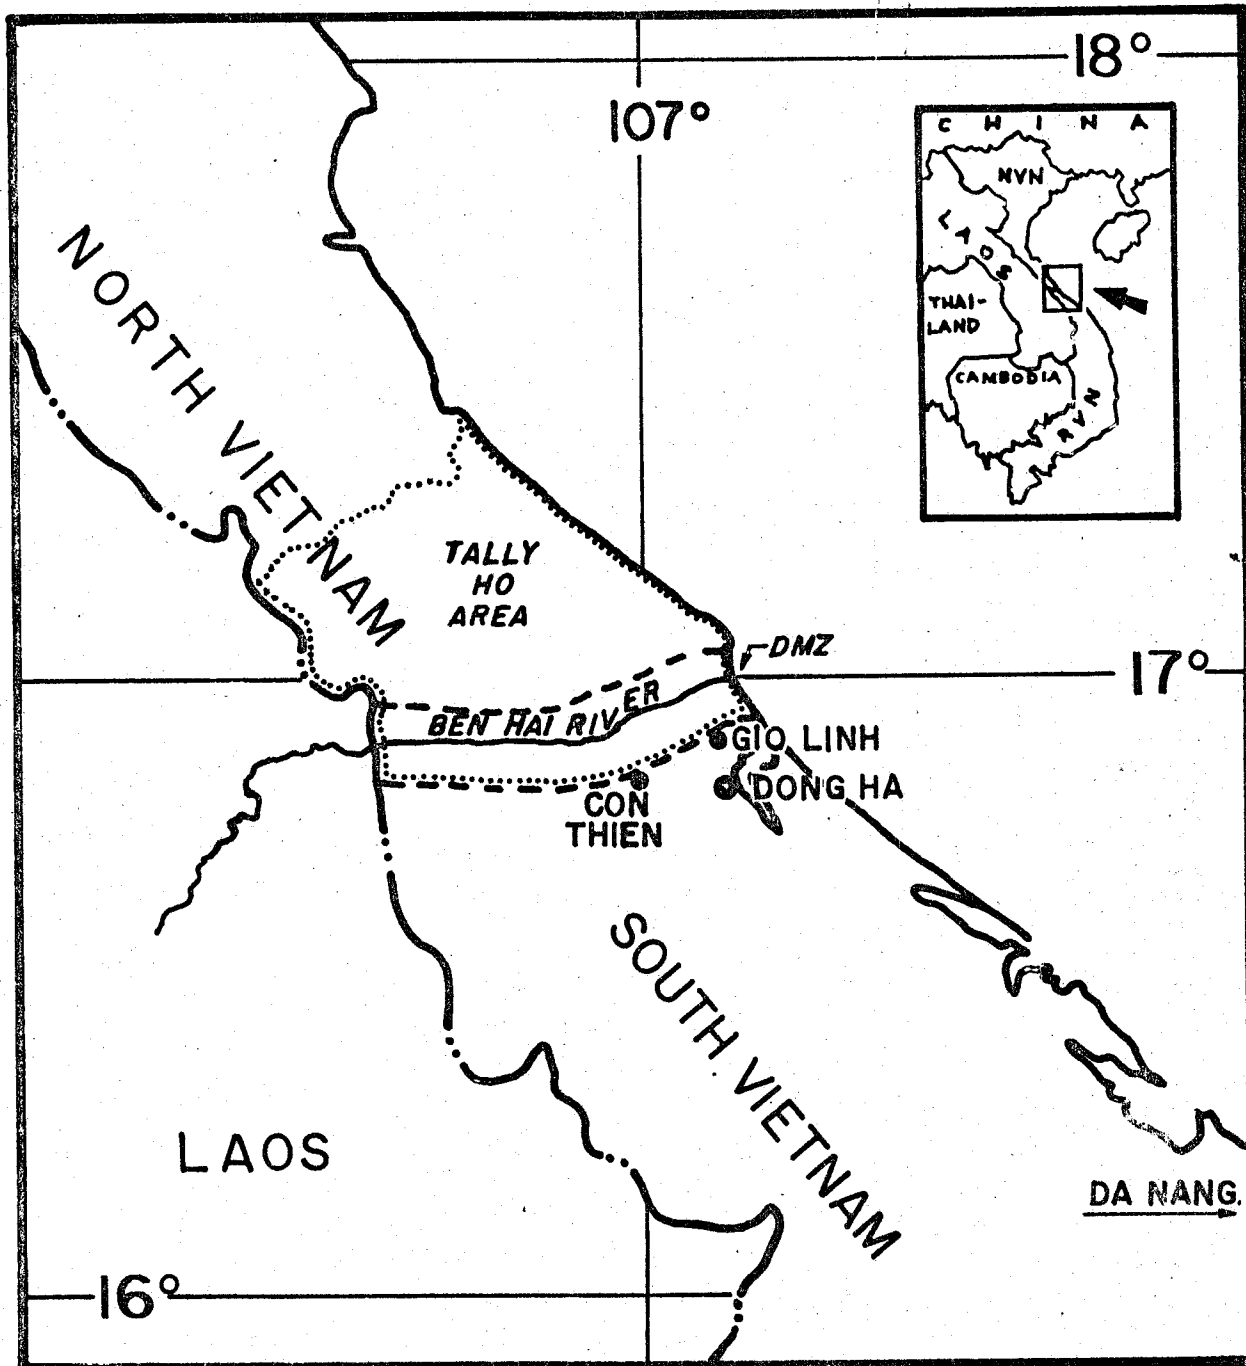 18°
107°
CHINA
NVN
LAOS
THAI-
LAND
CAMBODIA
RVN
NORTH VIETNAM
TALLY
HO
AREA
DMZ
17°
BEN HAI RIVER
GIO LINH
DONG HA
CON
THIEN
SOUTH VIETNAM
LAOS
DA NANG
16°